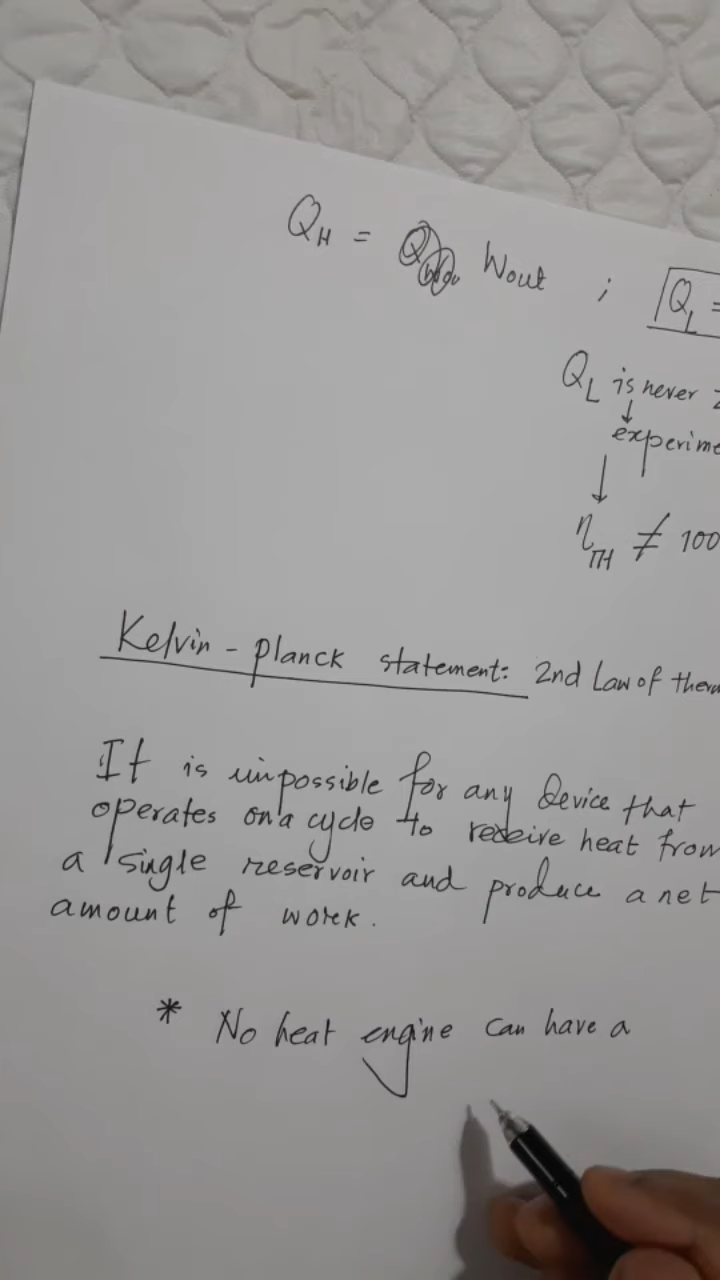 QH = Wout ; QL =
QL is never
↓
experime
↓
ηTH ≠ 100
Kelvin - Planck statement: 2nd Law of therm
It is impossible for any device that
operates on a cycle to receive heat from
a single reservoir and produce a net
amount of work.
* No heat engine can have a